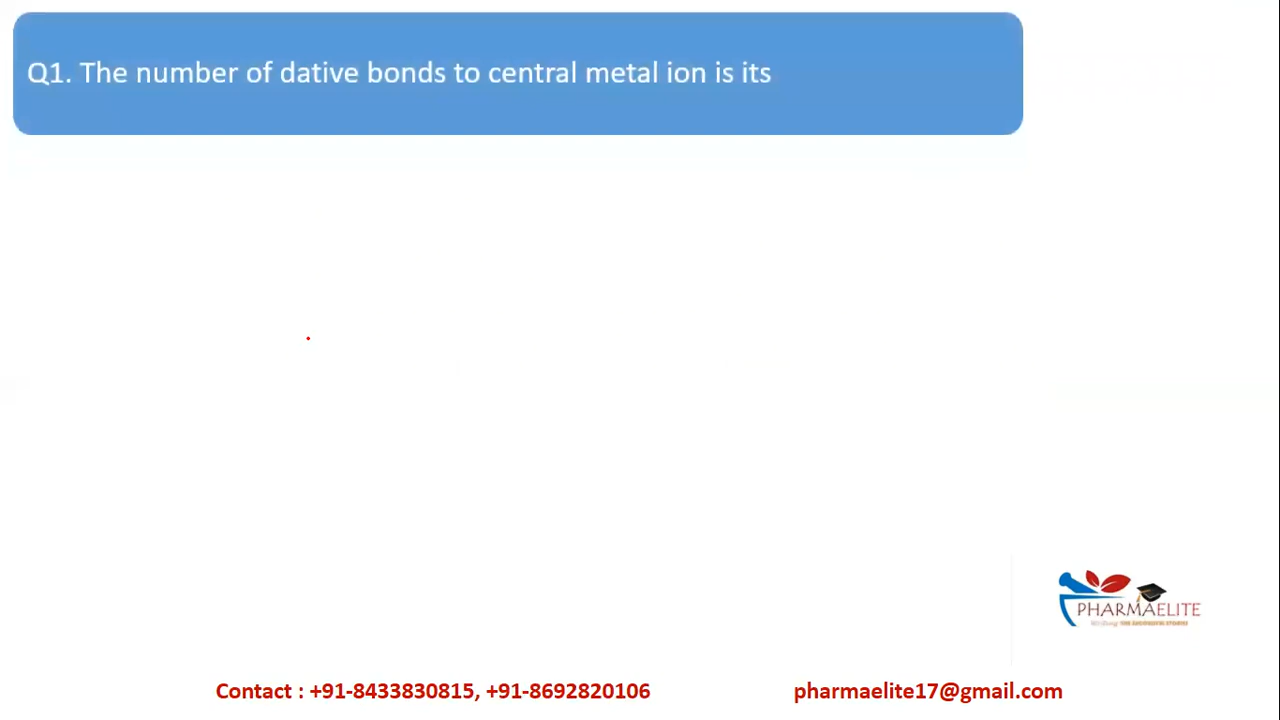 Q1. The number of dative bonds to central metal ion is its
PHARMAELITE
Contact : +91-8433830815, +91-8692820106
pharmaelite17@gmail.com